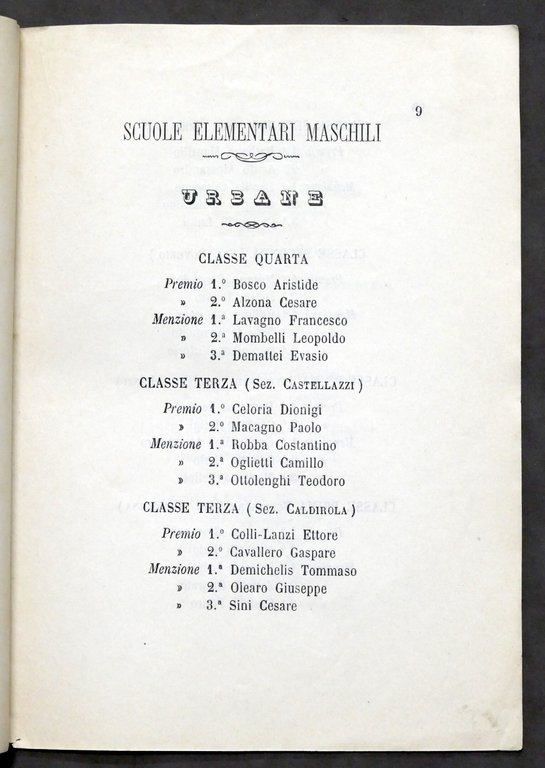 9
SCUOLE ELEMENTARI MASCHILI
URBANE
CLASSE QUARTA
Premio 1.º Bosco Aristide
» 2.º Alzona Cesare
Menzione 1.ª Lavagno Francesco
» 2.ª Mombelli Leopoldo
» 3.ª Demattei Evasio
CLASSE TERZA (Sez. Castellazzi)
Premio 1.º Celoria Dionigi
» 2.º Macagno Paolo
Menzione 1.ª Robba Costantino
» 2.ª Oglietti Camillo
» 3.ª Ottolenghi Teodoro
CLASSE TERZA (Sez. Caldirola)
Premio 1.º Colli-Lanzi Ettore
» 2.º Cavallero Gaspare
Menzione 1.ª Demichelis Tommaso
» 2.ª Olearo Giuseppe
» 3.ª Sini Cesare